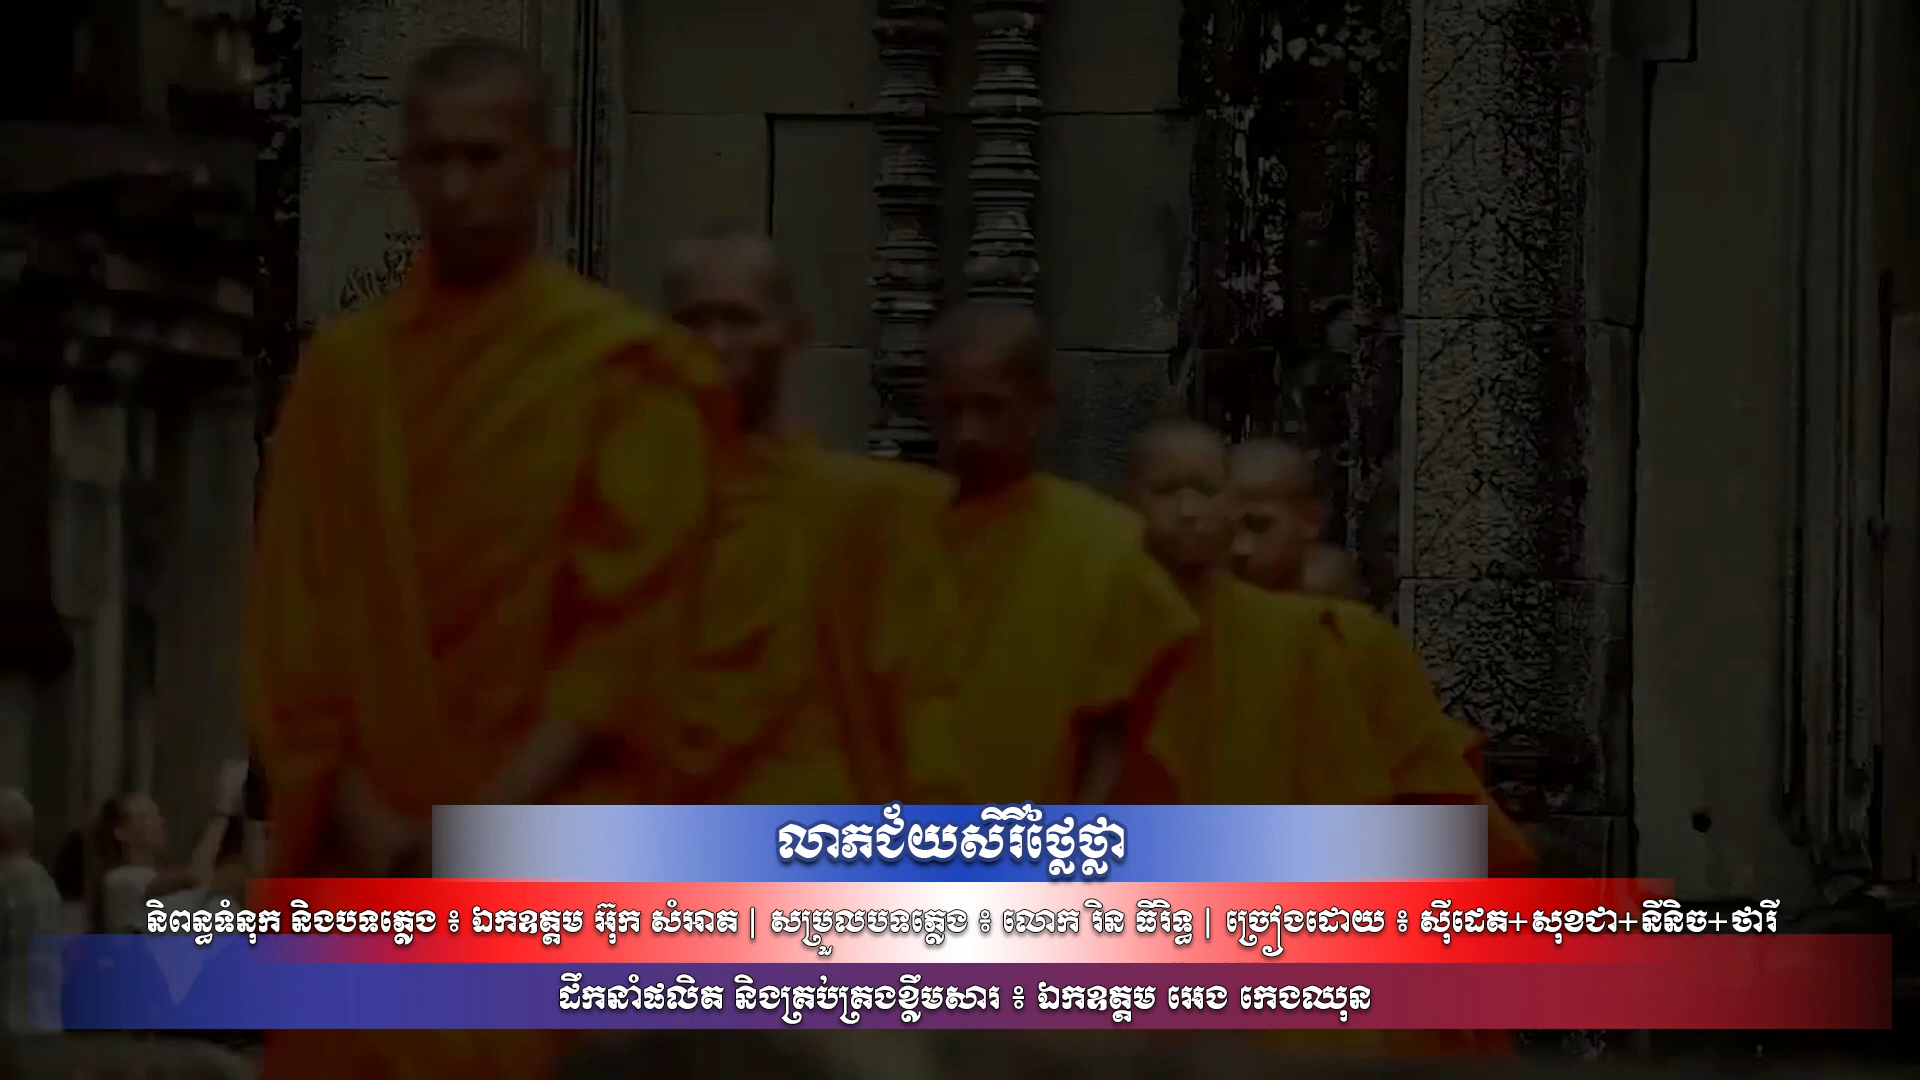 លាភជ័យសិរីថ្លៃថ្លា
និពន្ធទំនុក និងបទភ្លេង ៖ ឯកឧត្តម អ៊ុក សំអាត | សម្រួលបទភ្លេង ៖ លោក រិន ធីរិទ្ធ | ច្រៀងដោយ ៖ ស៊ីដេត+សុខជា+នីនិច+ថារី
ដឹកនាំផលិត និងគ្រប់គ្រងខ្លឹមសារ ៖ ឯកឧត្តម អេង កេងឈុន